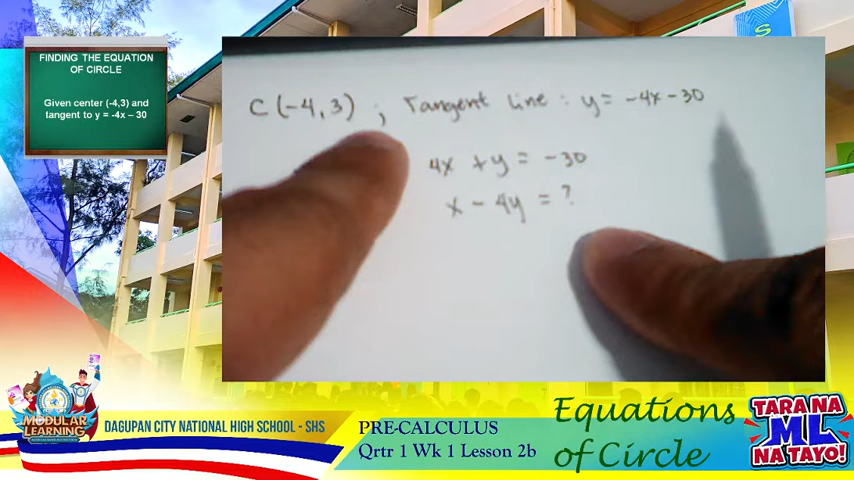 FINDING THE EQUATION
OF CIRCLE
Given center (-4,3) and
tangent to y = -4x – 30
C (-4, 3) ; Tangent line : y = -4x - 30
4x + y = -30
x - 4y = ?
S
MODULAR
LEARNING
DAGUPAN CITY NATIONAL HIGH SCHOOL - SHS
PRE-CALCULUS
Qrtr 1 Wk 1 Lesson 2b
Equations
of Circle
TARA NA
ML
NA TAYO!